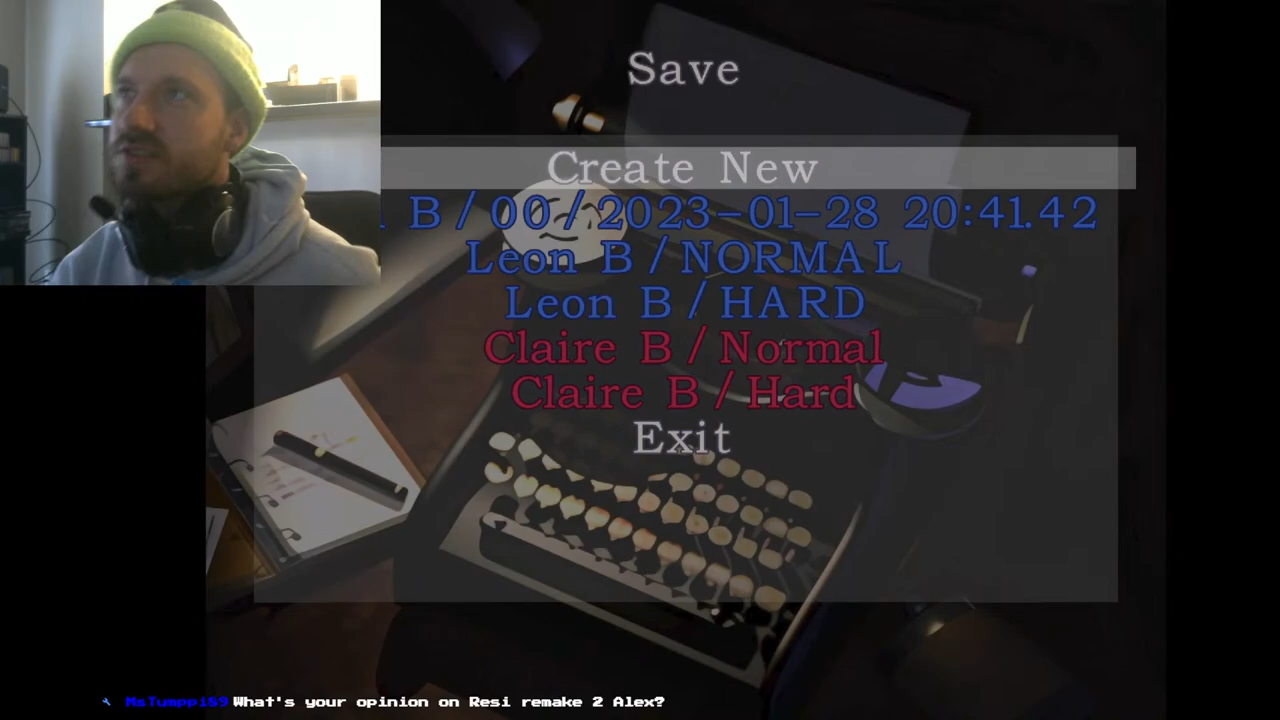 Save
Create New
B / 00 / 2023-01-28 20:41.42
Leon B / NORMAL
Leon B / HARD
Claire B / Normal
Claire B / Hard
Exit
MsTumppi69 What's your opinion on Resi remake 2 Alex?